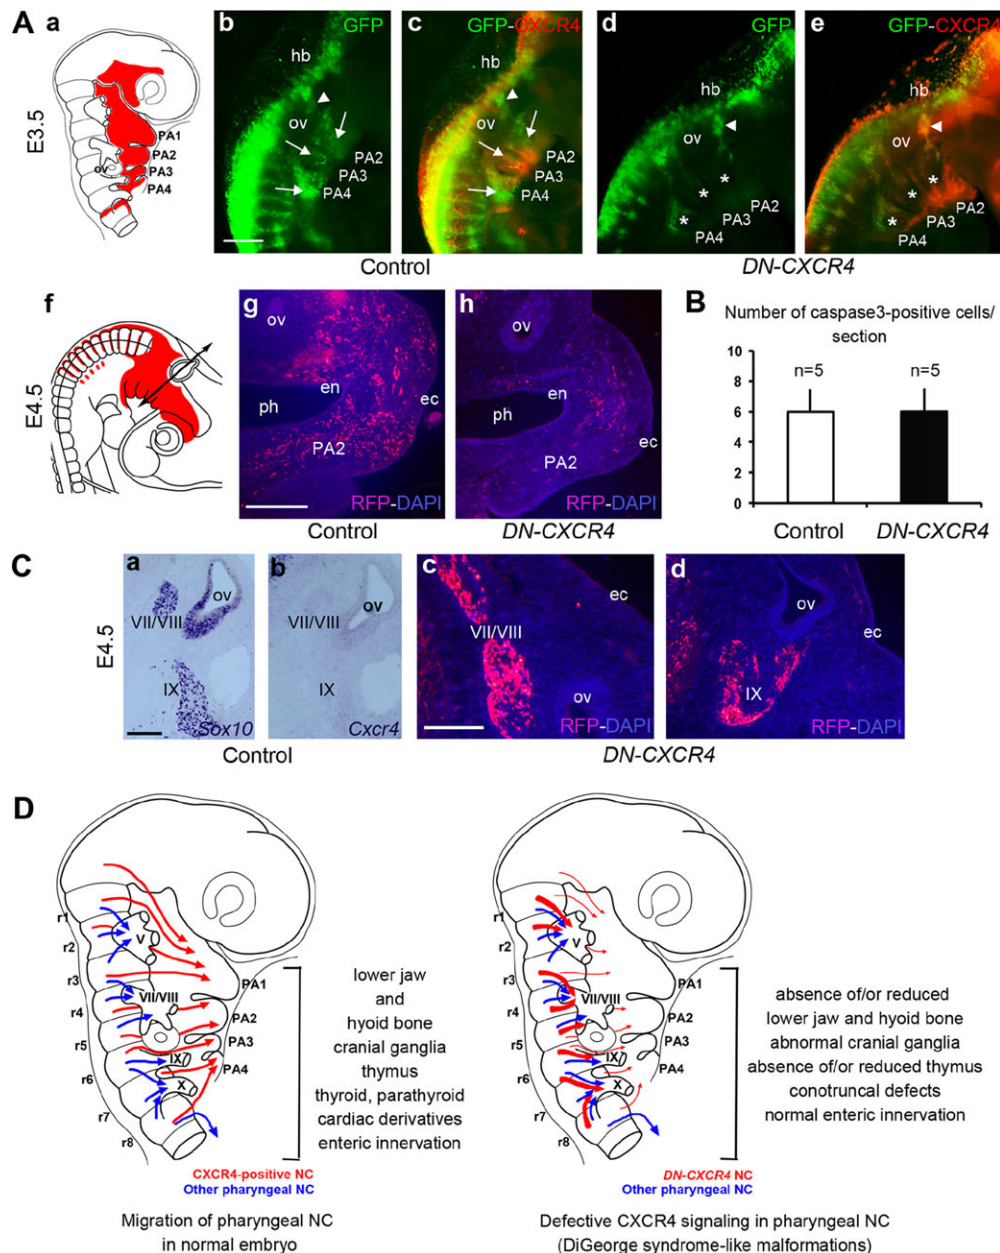 A
a
E3.5
PA1
PA2
PA3
PA4
ov
b
GFP
hb
ov
PA2
PA3
PA4
c
GFP-CXCR4
hb
ov
PA2
PA3
PA4
Control
d
GFP
hb
ov
*
*
*
PA2
PA3
PA4
e
GFP-CXCR4
hb
ov
*
*
*
PA2
PA3
PA4
DN-CXCR4
f
E4.5
g
ov
en
ph
ec
PA2
RFP-DAPI
Control
h
ov
en
ph
ec
PA2
RFP-DAPI
DN-CXCR4
B
Number of caspase3-positive cells/
section
10
8
6
4
2
0
n=5
n=5
Control
DN-CXCR4
C
E4.5
a
ov
VII/VIII
IX
Sox10
b
ov
VII/VIII
IX
Cxcr4
Control
c
ec
VII/VIII
ov
RFP-DAPI
d
ov
ec
IX
RFP-DAPI
DN-CXCR4
D
r1
r2
r3
r4
r5
r6
r7
r8
V
VII/VIII
IX
X
PA1
PA2
PA3
PA4
lower jaw
and
hyoid bone
cranial ganglia
thymus
thyroid, parathyroid
cardiac derivatives
enteric innervation
CXCR4-positive NC
Other pharyngeal NC
Migration of pharyngeal NC
in normal embryo
r1
r2
r3
r4
r5
r6
r7
r8
V
VII/VIII
IX
X
PA1
PA2
PA3
PA4
absence of/or reduced
lower jaw and hyoid bone
abnormal cranial ganglia
absence of/or reduced thymus
conotruncal defects
normal enteric innervation
DN-CXCR4 NC
Other pharyngeal NC
Defective CXCR4 signaling in pharyngeal NC
(DiGeorge syndrome-like malformations)